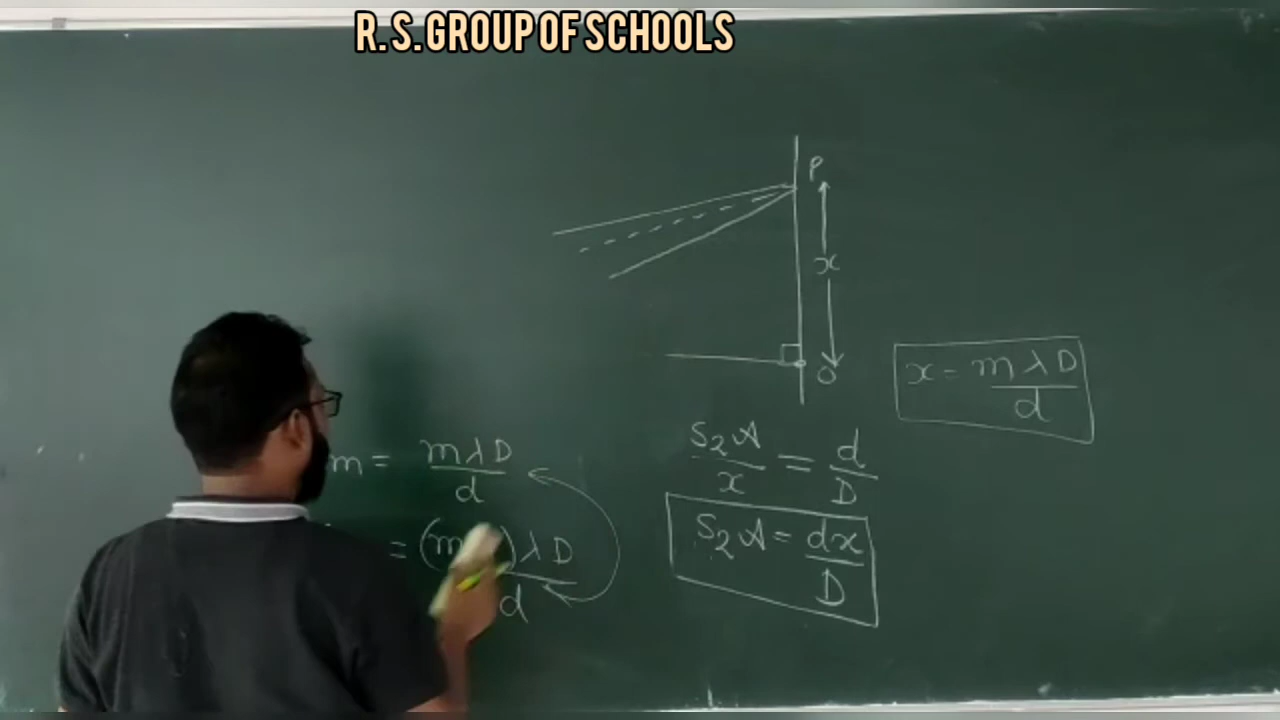 R. S. GROUP OF SCHOOLS
P
x
O
x = mλD/d
S₂A/x = d/D
S₂A = dx/D
m = mλD/d
= (m )λD/d